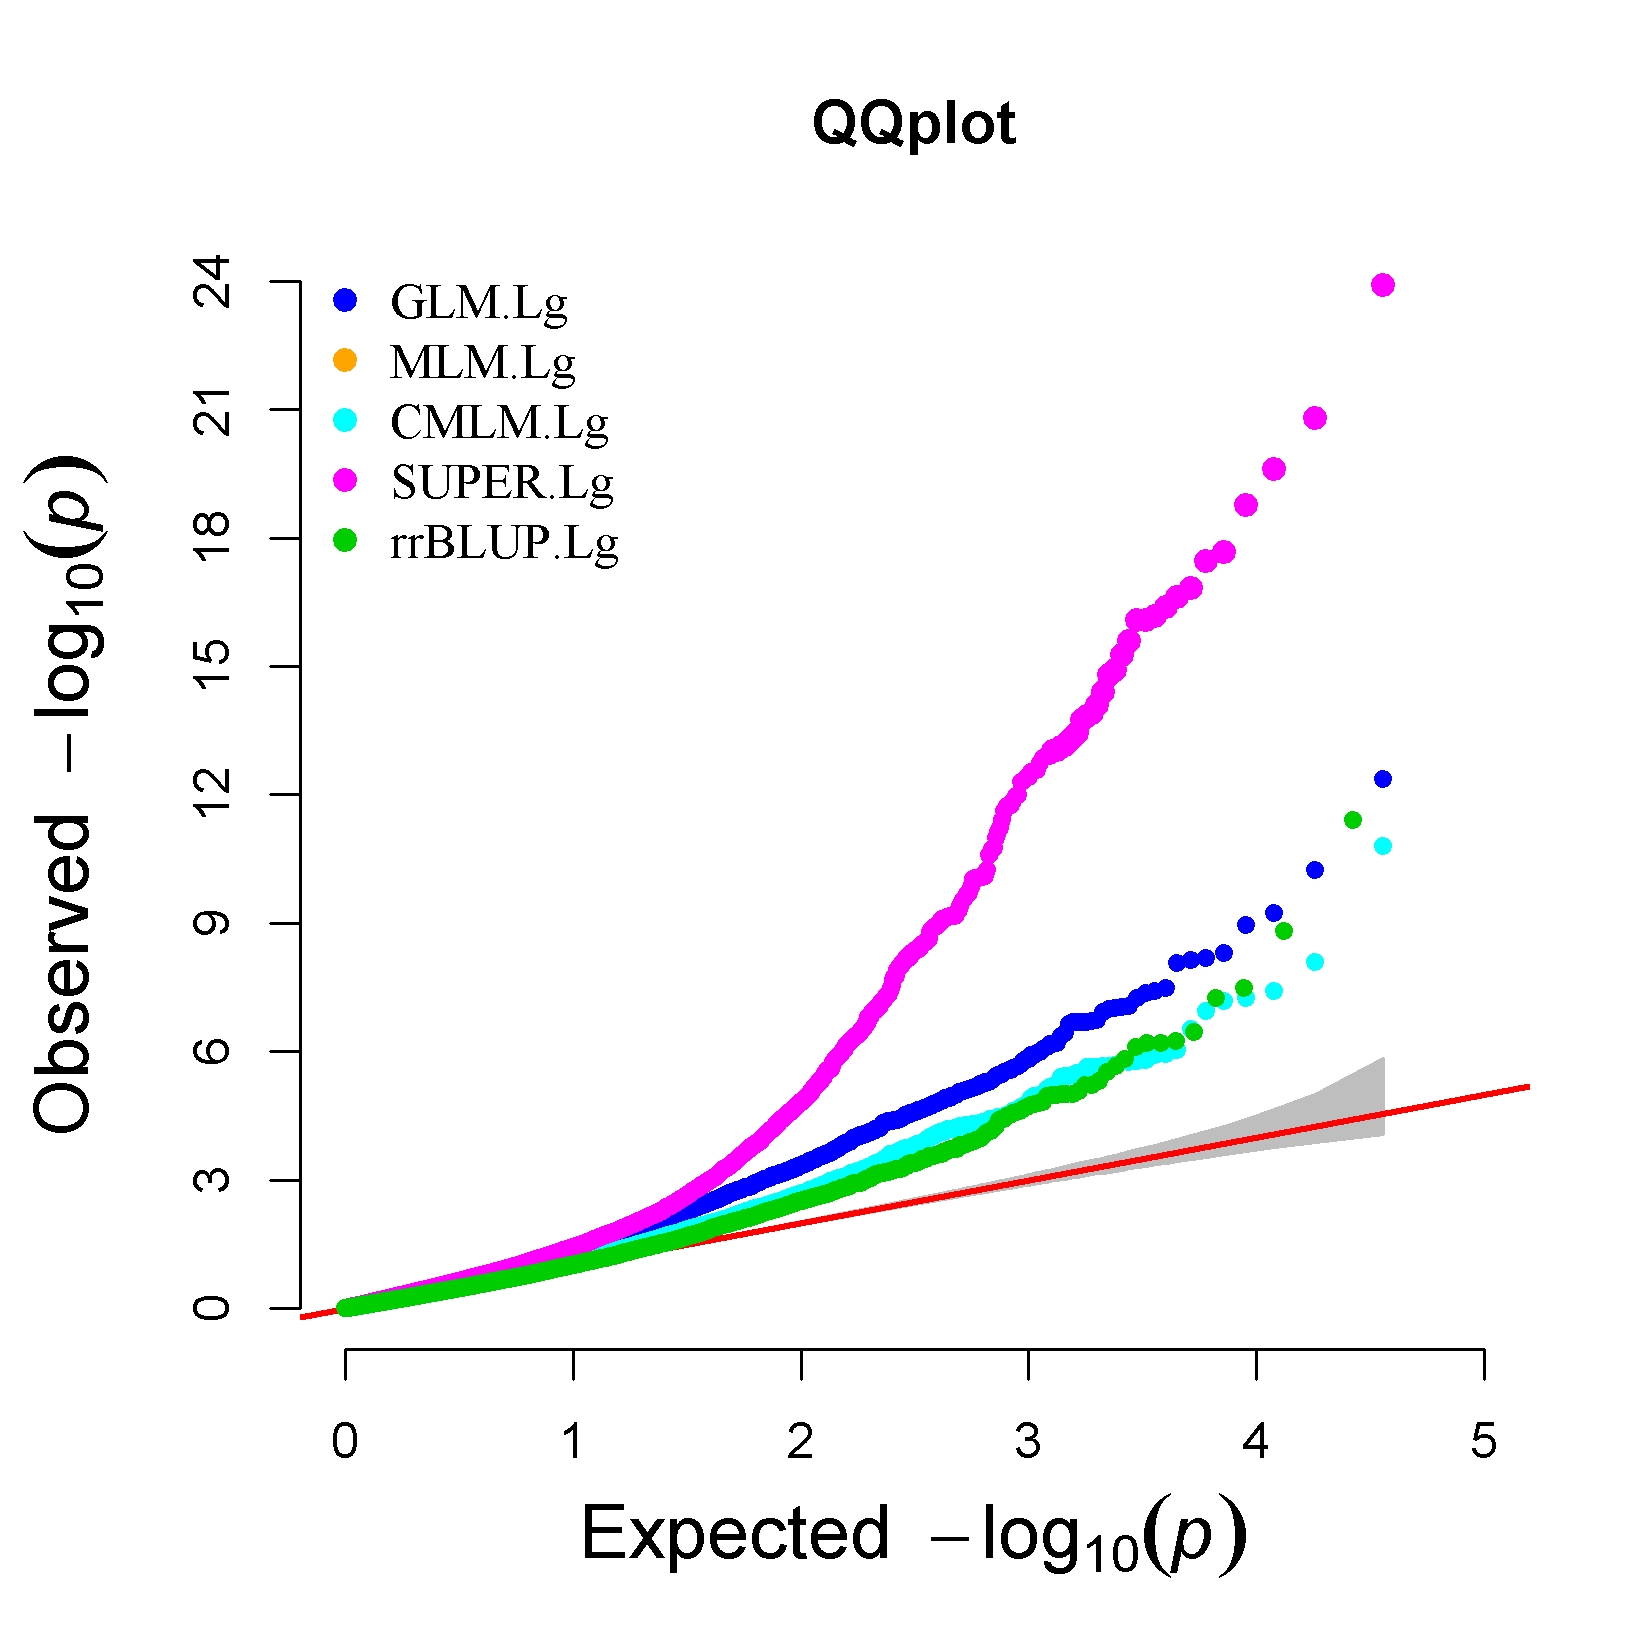 QQplot
GLM.Lg
MLM.Lg
CMLM.Lg
SUPER.Lg
rrBLUP.Lg
Observed −log₁₀(p)
24
21
18
15
12
9
6
3
0
0 1 2 3 4 5
Expected −log₁₀(p)